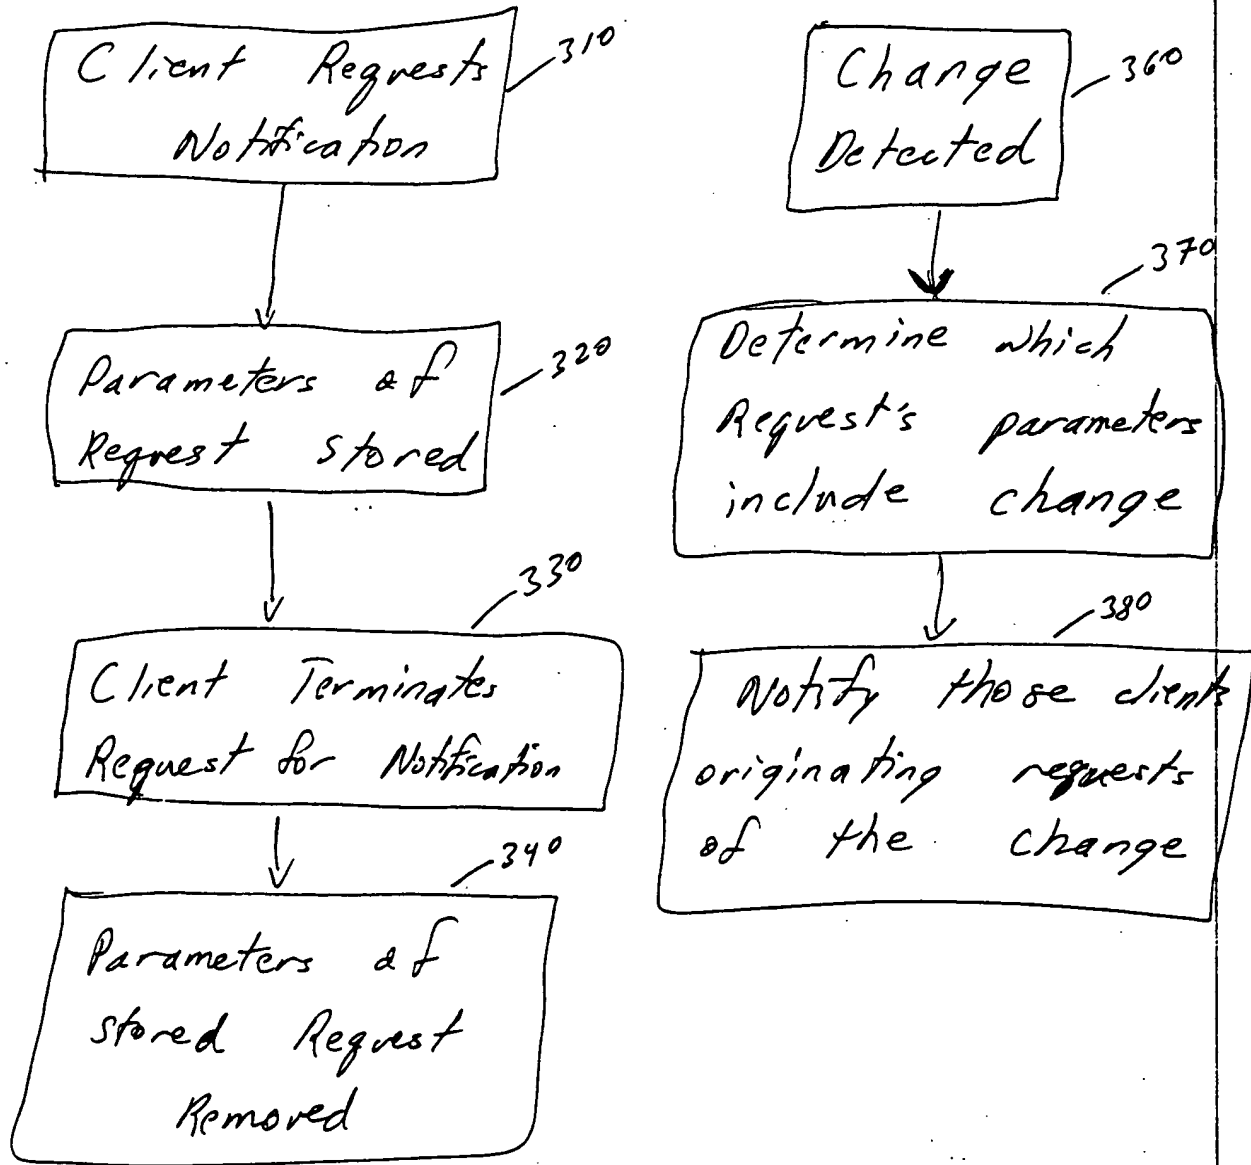 Client Requests
Notification
310
Parameters of
Request Stored
320
Client Terminates
Request for Notification
330
Parameters of
stored Request
Removed
340
Change
Detected
360
Determine which
Request's parameters
include change
370
Notify those clients
originating requests
of the change
380